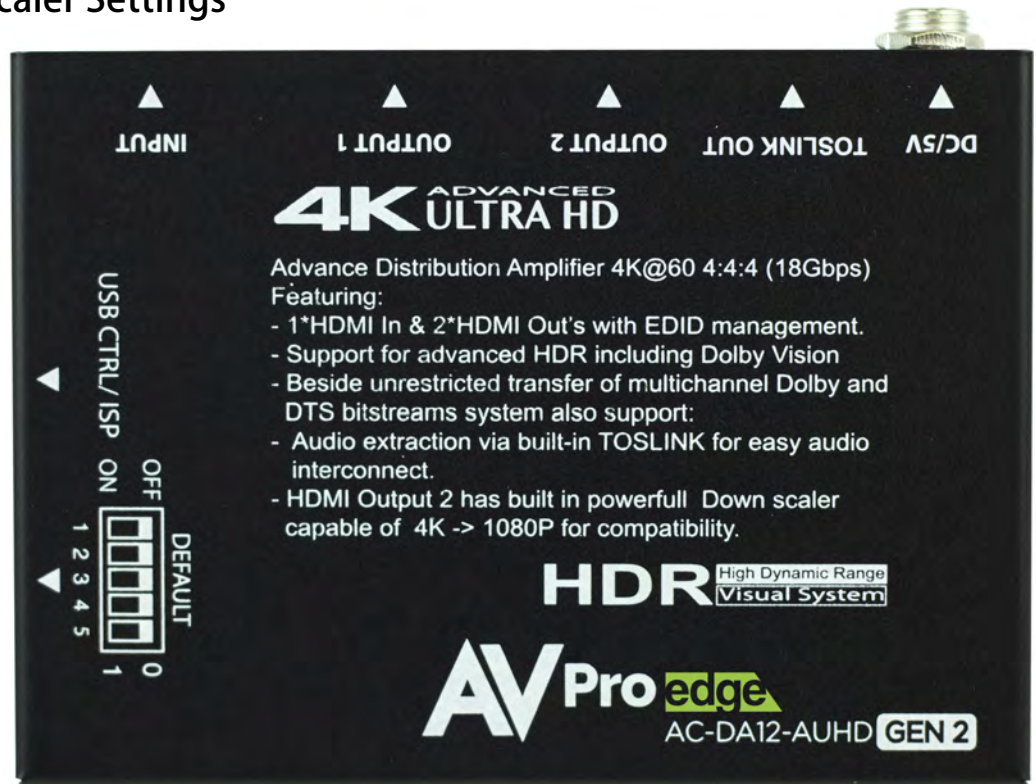 caler Settings
INPUT
OUTPUT 1
OUTPUT 2
TOSLINK OUT
DC/5V
4K ADVANCED
ULTRA HD
Advance Distribution Amplifier 4K@60 4:4:4 (18Gbps)
Featuring:
- 1*HDMI In & 2*HDMI Out's with EDID management.
- Support for advanced HDR including Dolby Vision
- Beside unrestricted transfer of multichannel Dolby and
DTS bitstreams system also support:
- Audio extraction via built-in TOSLINK for easy audio
interconnect.
- HDMI Output 2 has built in powerfull Down scaler
capable of 4K -> 1080P for compatibility.
USB CTRL/ ISP
ON
OFF
1 2 3 4 5
DEFAULT
1
0
HDR High Dynamic Range
Visual System
AVPro edge
AC-DA12-AUHD GEN 2